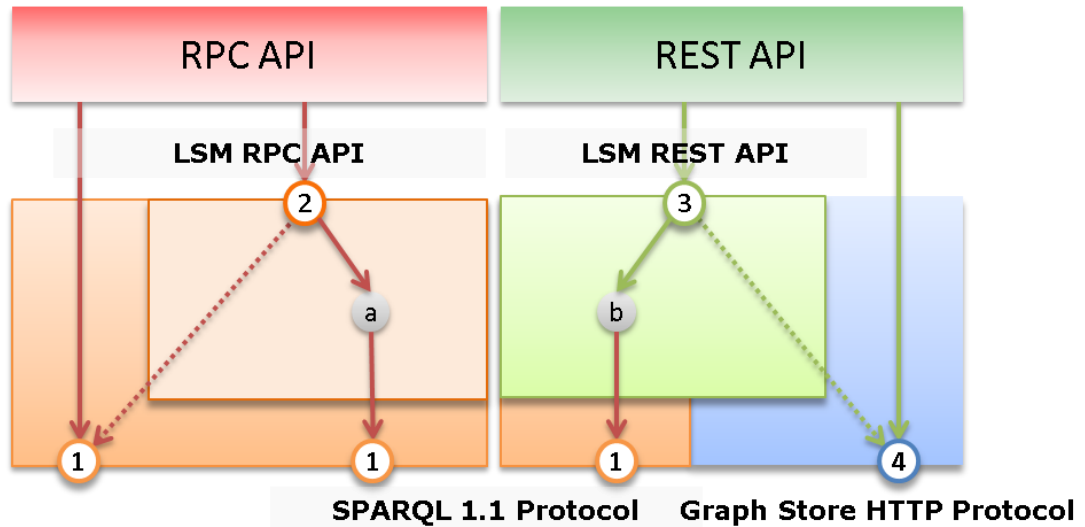 RPC API
REST API
LSM RPC API
LSM REST API
2
3
a
b
1
1
1
4
SPARQL 1.1 Protocol
Graph Store HTTP Protocol